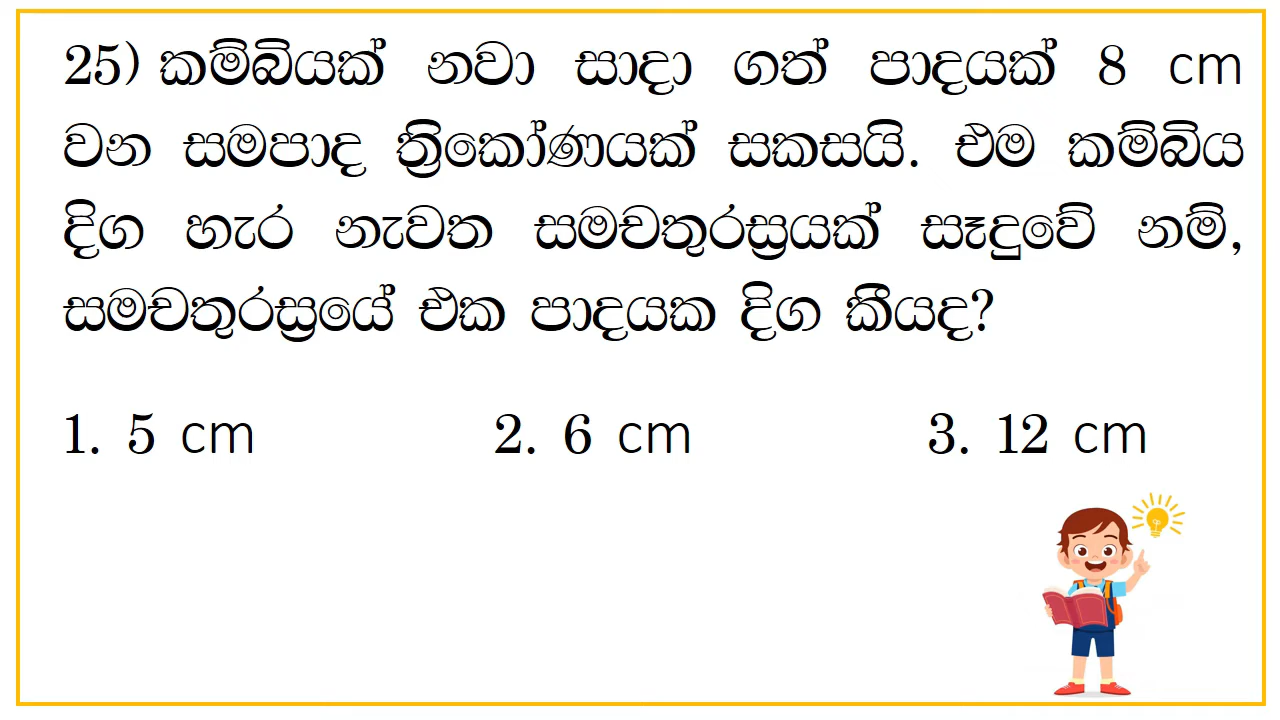 25) කම්බියක් නවා සාදා ගත් පාදයක් 8 cm
වන සමපාද ත්‍රිකෝණයක් සකසයි. එම කම්බිය
දිග හැර නැවත සමචතුරස්‍රයක් සෑදුවේ නම්,
සමචතුරස්‍රයේ එක පාදයක දිග කීයද?
1. 5 cm 2. 6 cm 3. 12 cm